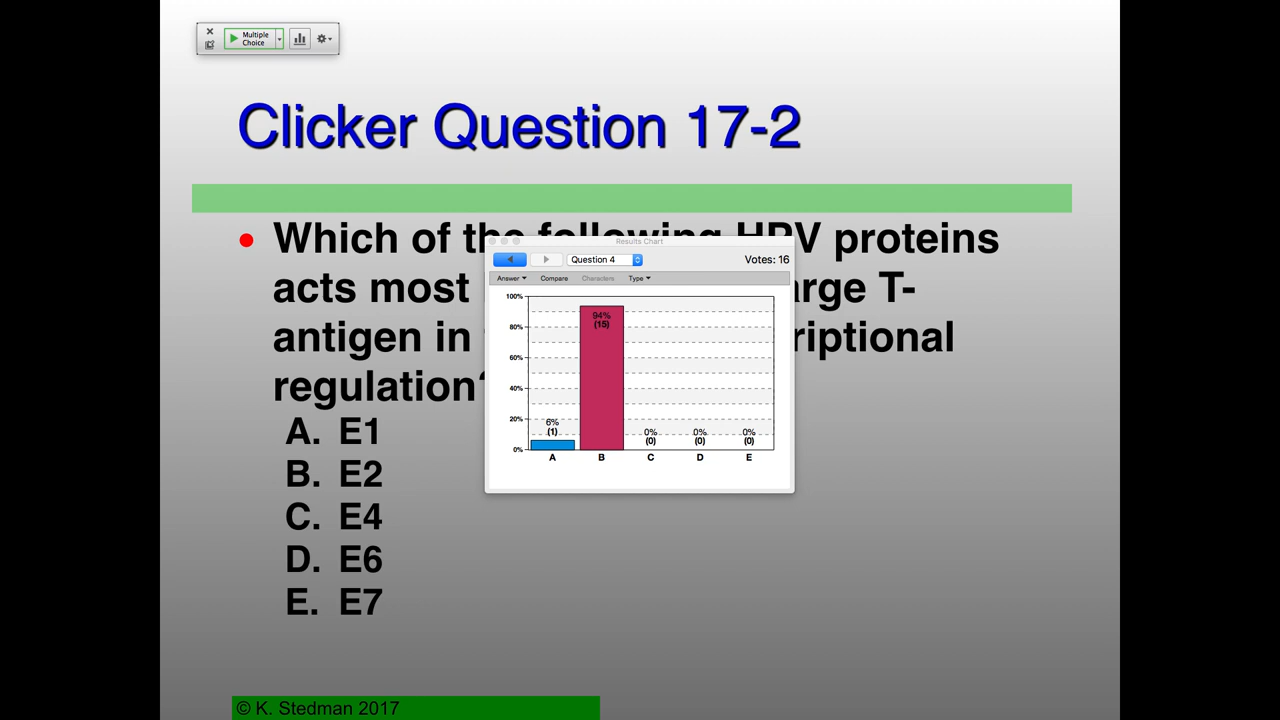 Multiple
Choice
Clicker Question 17-2
Which of the following HPV proteins
acts most arge T-
antigen in riptional
regulation?
A. E1
B. E2
C. E4
D. E6
E. E7
Results Chart
Question 4
Votes: 16
Answer Compare Characters Type
100%
80%
60%
40%
20%
0%
6%
(1)
94%
(15)
0%
(0)
0%
(0)
0%
(0)
A B C D E
© K. Stedman 2017